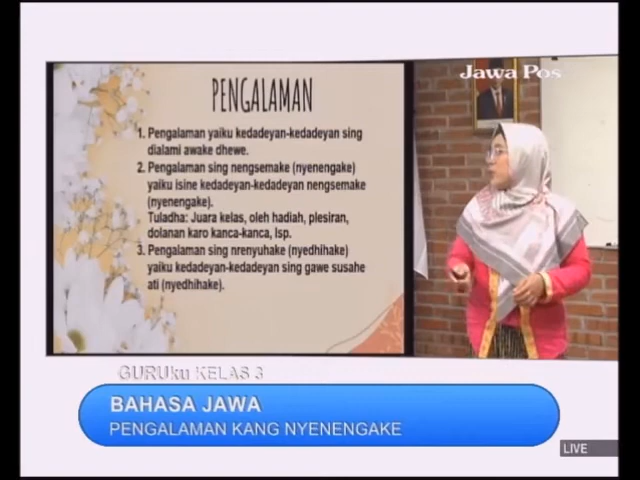 Jawa Pos
PENGALAMAN
1. Pengalaman yaiku kedadeyan-kedadeyan sing
dialami awake dhewe.
2. Pengalaman sing nengsemake (nyenengake)
yaiku isine kedadeyan-kedadeyan nengsemake
(nyenengake).
Tuladha: Juara kelas, oleh hadiah, plesiran,
dolanan karo kanca-kanca, lsp.
3. Pengalaman sing nrenyuhake (nyedhihake)
yaiku kedadeyan-kedadeyan sing gawe susahe
ati (nyedhihake).
GURUku KELAS 3
BAHASA JAWA
PENGALAMAN KANG NYENENGAKE
LIVE